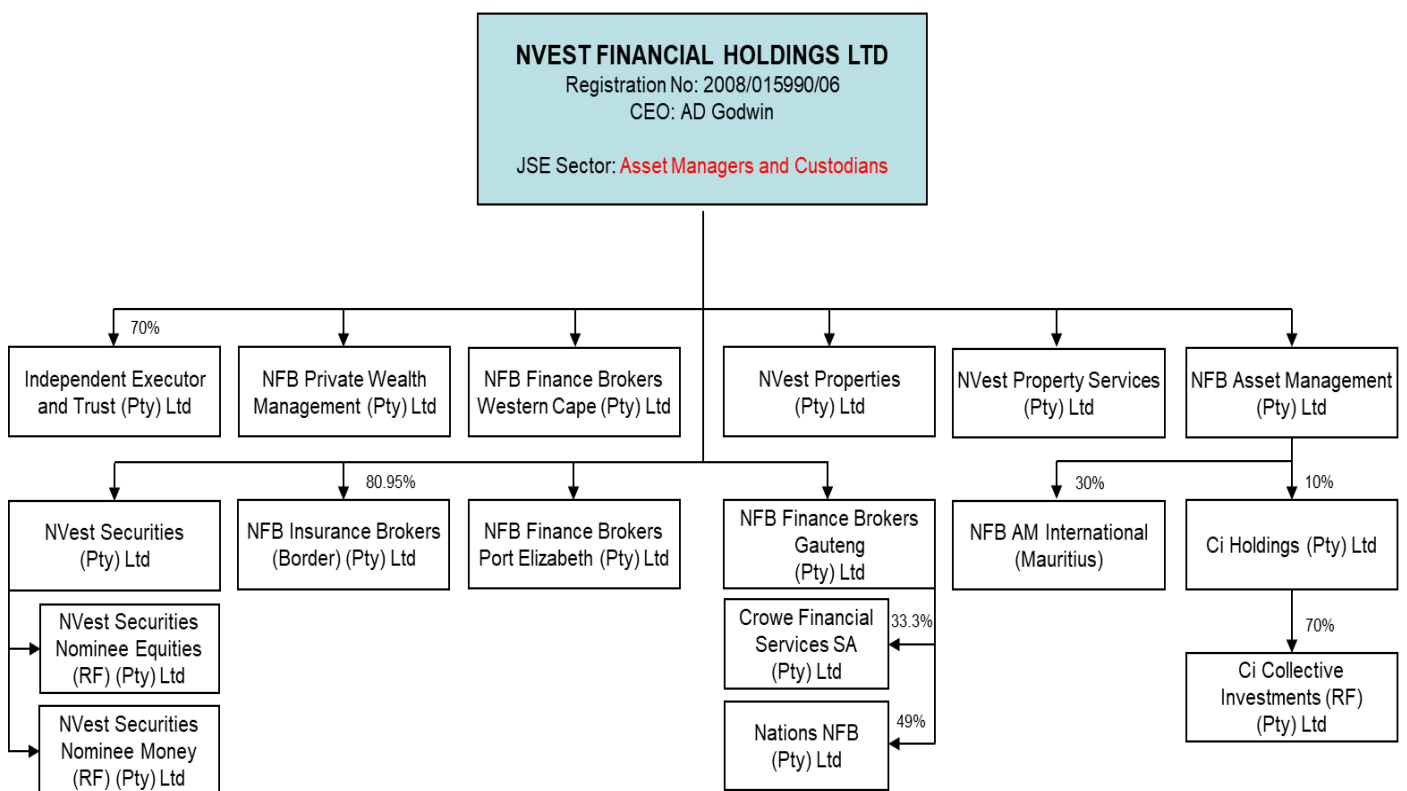 NVEST FINANCIAL HOLDINGS LTD
Registration No: 2008/015990/06
CEO: AD Godwin
JSE Sector: Asset Managers and Custodians
70%
Independent Executor
and Trust (Pty) Ltd
NFB Private Wealth
Management (Pty) Ltd
NFB Finance Brokers
Western Cape (Pty) Ltd
NVest Properties
(Pty) Ltd
NVest Property Services
(Pty) Ltd
NFB Asset Management
(Pty) Ltd
80.95%
30%
10%
NVest Securities
(Pty) Ltd
NFB Insurance Brokers
(Border) (Pty) Ltd
NFB Finance Brokers
Port Elizabeth (Pty) Ltd
NFB Finance Brokers
Gauteng
(Pty) Ltd
NFB AM International
(Mauritius)
Ci Holdings (Pty) Ltd
NVest Securities
Nominee Equities
(RF) (Pty) Ltd
Crowe Financial
Services SA
(Pty) Ltd
33.3%
70%
Ci Collective
Investments (RF)
(Pty) Ltd
NVest Securities
Nominee Money
(RF) (Pty) Ltd
Nations NFB
(Pty) Ltd
49%